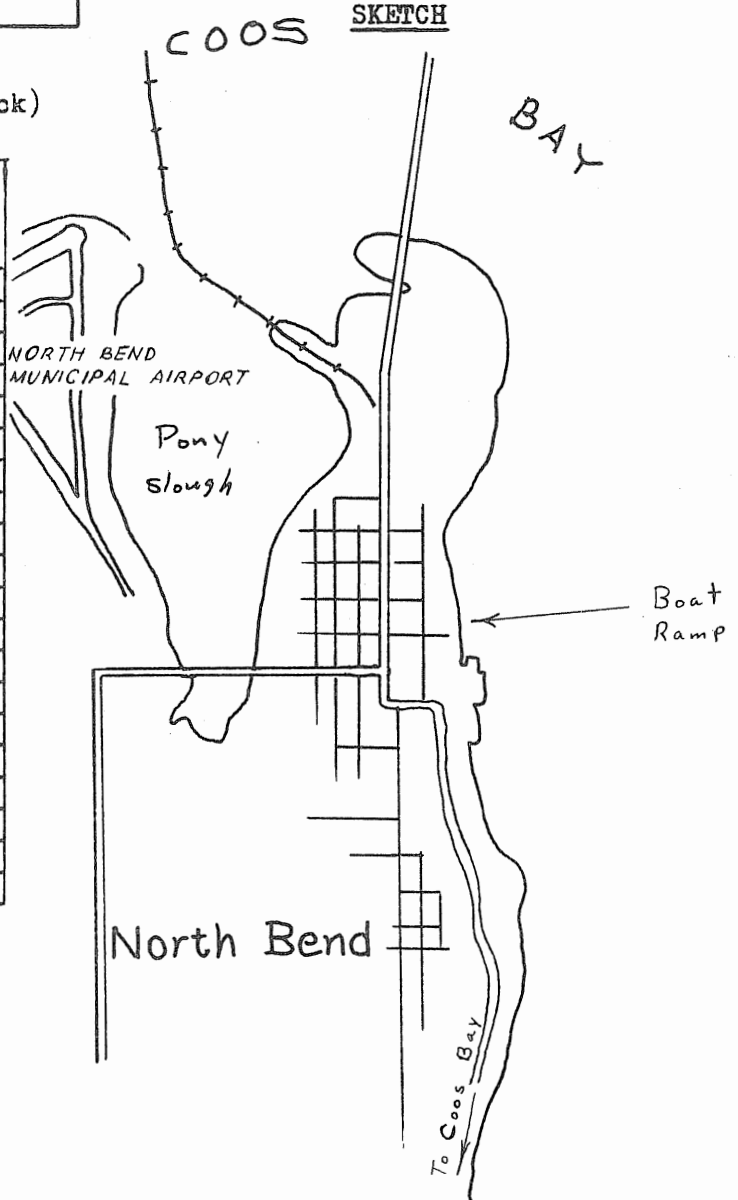 SKETCH
COOS
BAY
ck)
NORTH BEND
MUNICIPAL AIRPORT
Pony
slough
Boat
Ramp
North Bend
To Coos Bay